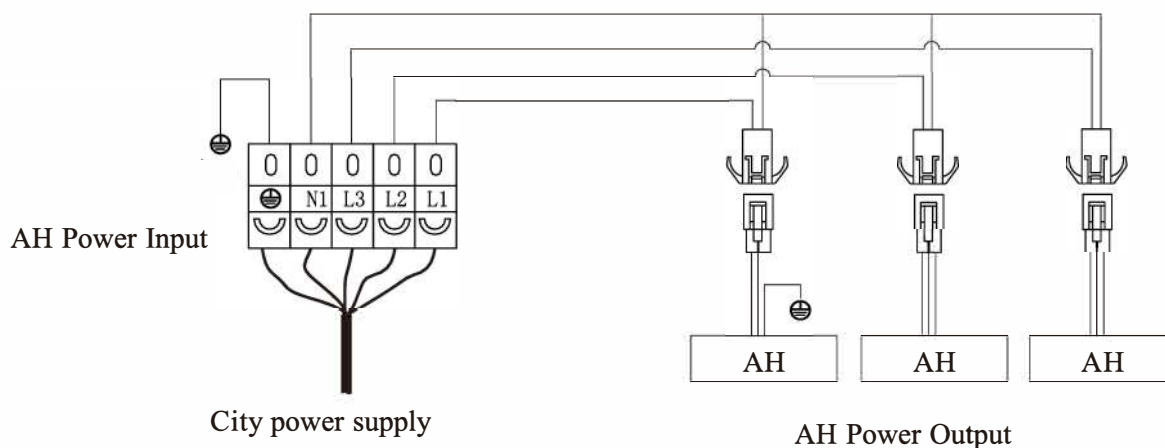 0 0 0 0 0
N1 L3 L2 L1
AH Power Input
AH AH AH
City power supply
AH Power Output